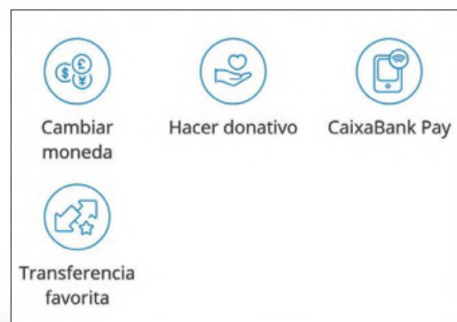 Cambiar
moneda
Hacer donativo
CaixaBank Pay
Transferencia
favorita